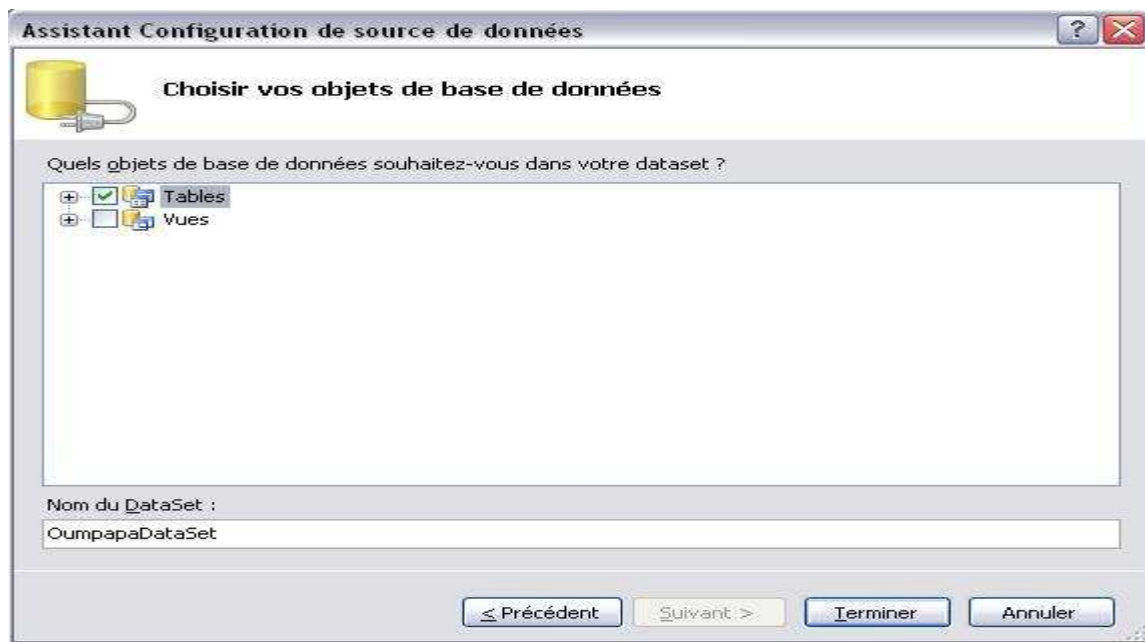 Assistant Configuration de source de données
Choisir vos objets de base de données
Quels objets de base de données souhaitez-vous dans votre dataset ?
Tables
Vues
Nom du DataSet :
OumpapaDataSet
< Précédent Suivant > Terminer Annuler